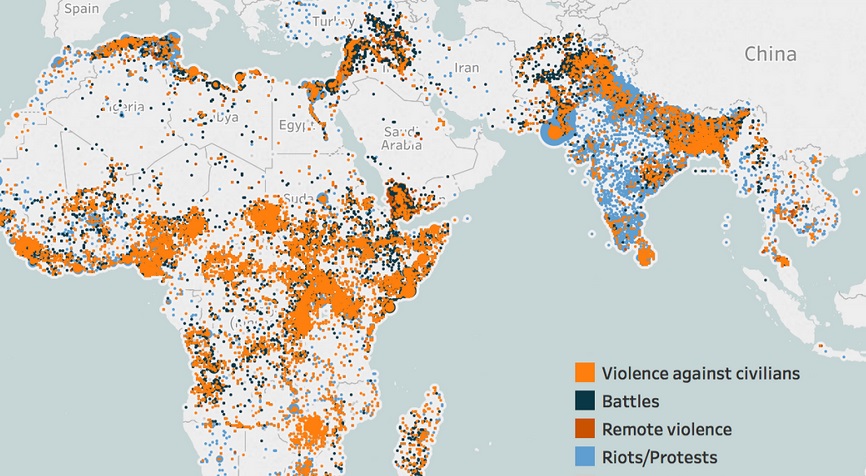 Spain
Turkey
China
Iran
Algeria
Libya
Egypt
Saudi
Arabia
Sudan
Violence against civilians
Battles
Remote violence
Riots/Protests